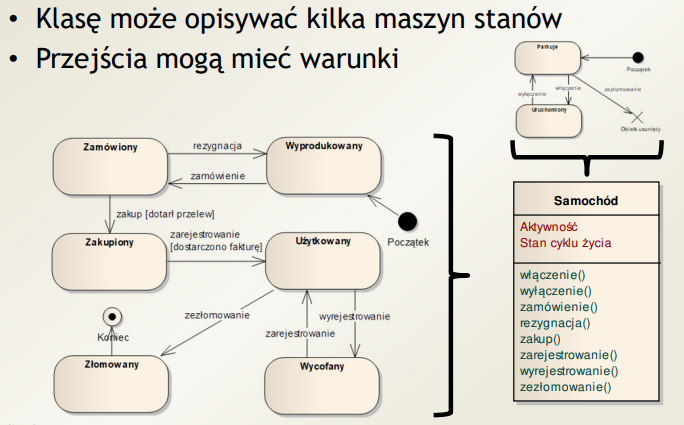 • Klasę może opisywać kilka maszyn stanów
• Przejścia mogą mieć warunki
Parkuje
Początek
wyłączenie
włączenie
zezłomowanie
Uruchomiony
Obiekt usunięty
Zamówiony
rezygnacja
Wyprodukowany
zamówienie
zakup [dotarł przelew]
Początek
Zakupiony
zarejestrowanie
[dostarczono fakturę]
Użytkowany
Koniec
zezłomowanie
wyrejestrowanie
zarejestrowanie
Złomowany
Wycofany
Samochód
Aktywność
Stan cyklu życia
włączenie()
wyłączenie()
zamówienie()
rezygnacja()
zakup()
zarejestrowanie()
wyrejestrowanie()
zezłomowanie()